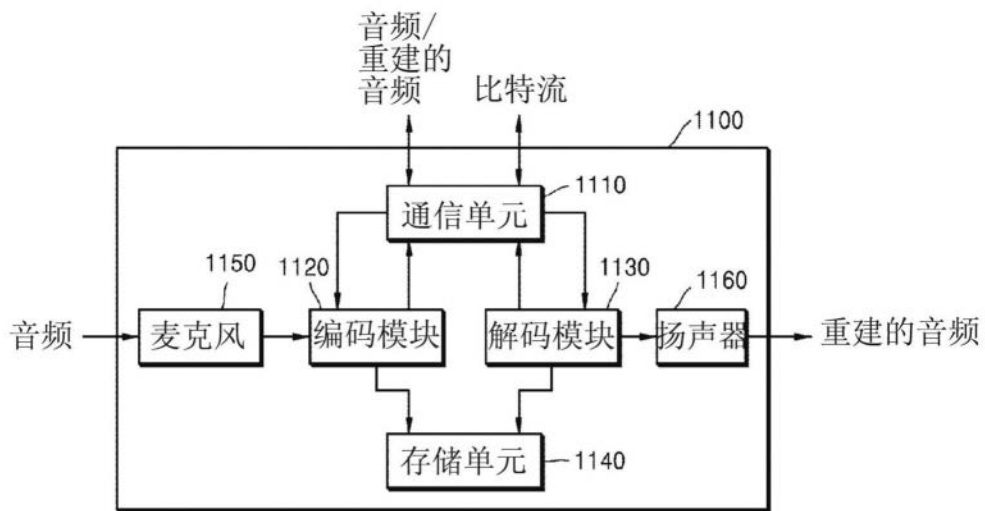 音频/
重建的
音频
比特流
1100
1110
通信单元
1150
1120
1130
1160
音频
麦克风
编码模块
解码模块
扬声器
重建的音频
存储单元
1140